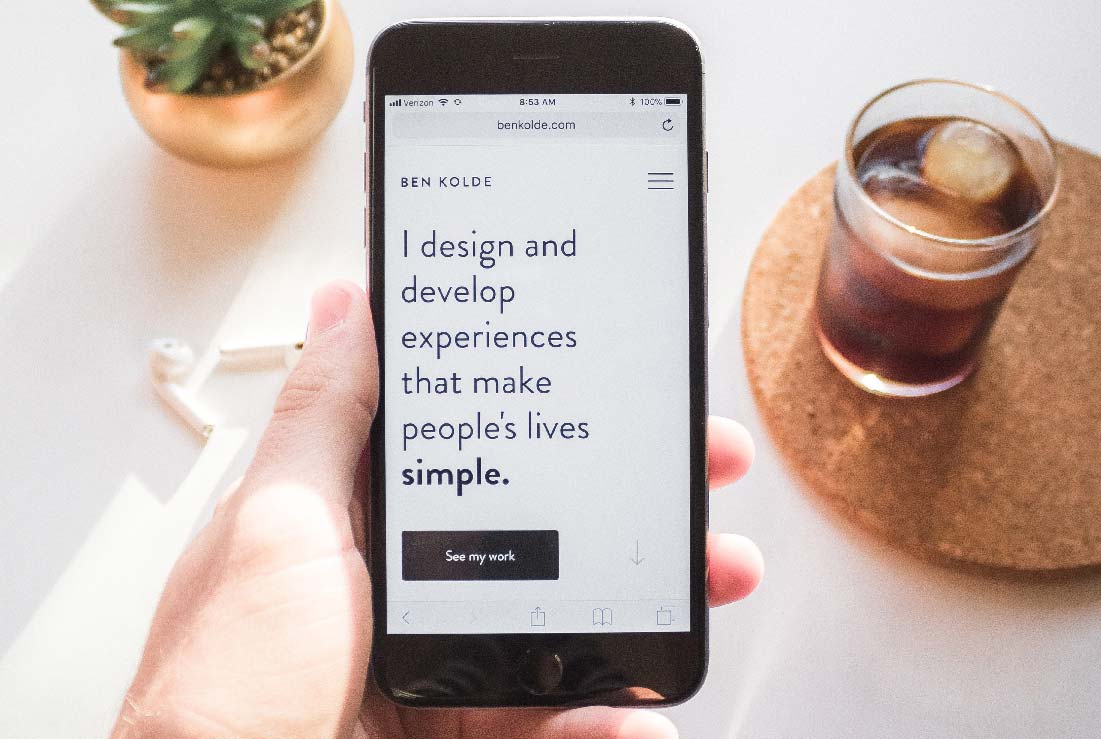 Verizon 8:53 AM 100%
benkolde.com
BEN KOLDE
I design and
develop
experiences
that make
people's lives
simple.
See my work